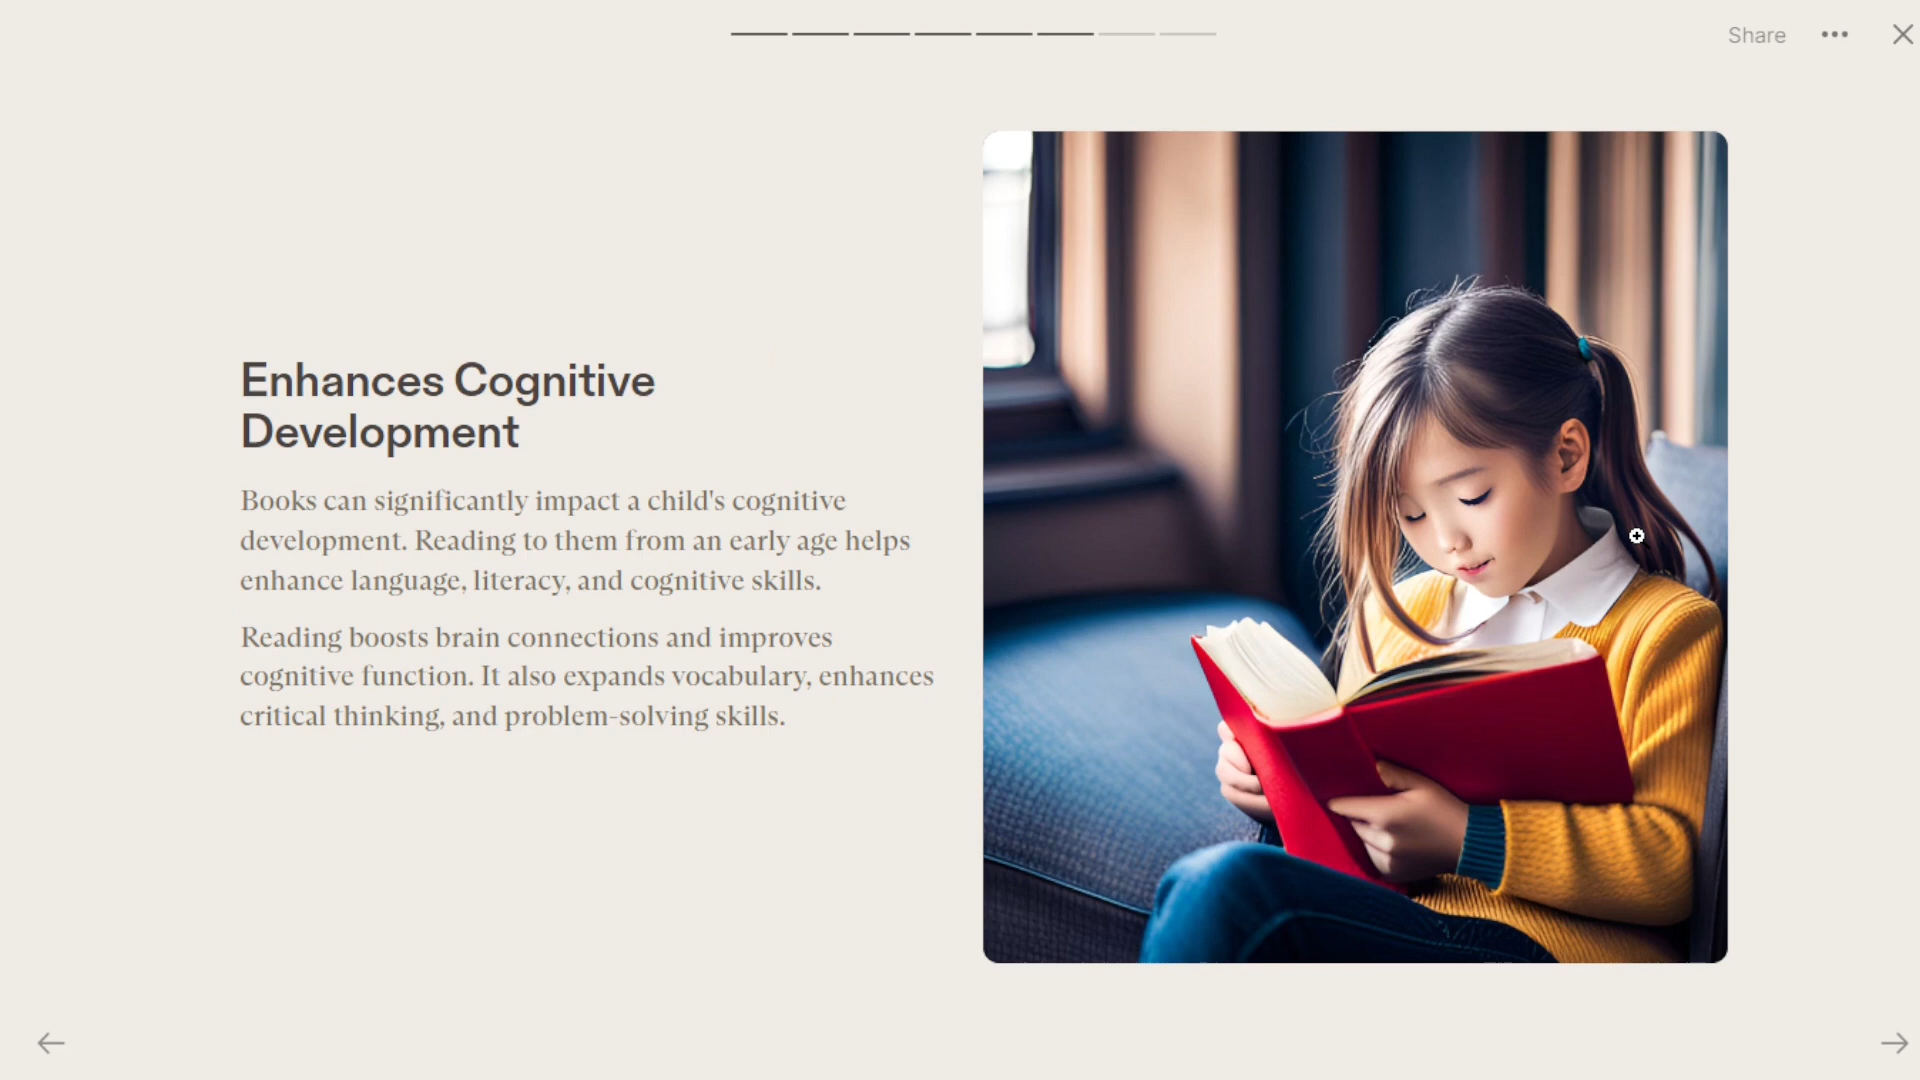 Share
Enhances Cognitive
Development
Books can significantly impact a child's cognitive
development. Reading to them from an early age helps
enhance language, literacy, and cognitive skills.
Reading boosts brain connections and improves
cognitive function. It also expands vocabulary, enhances
critical thinking, and problem-solving skills.